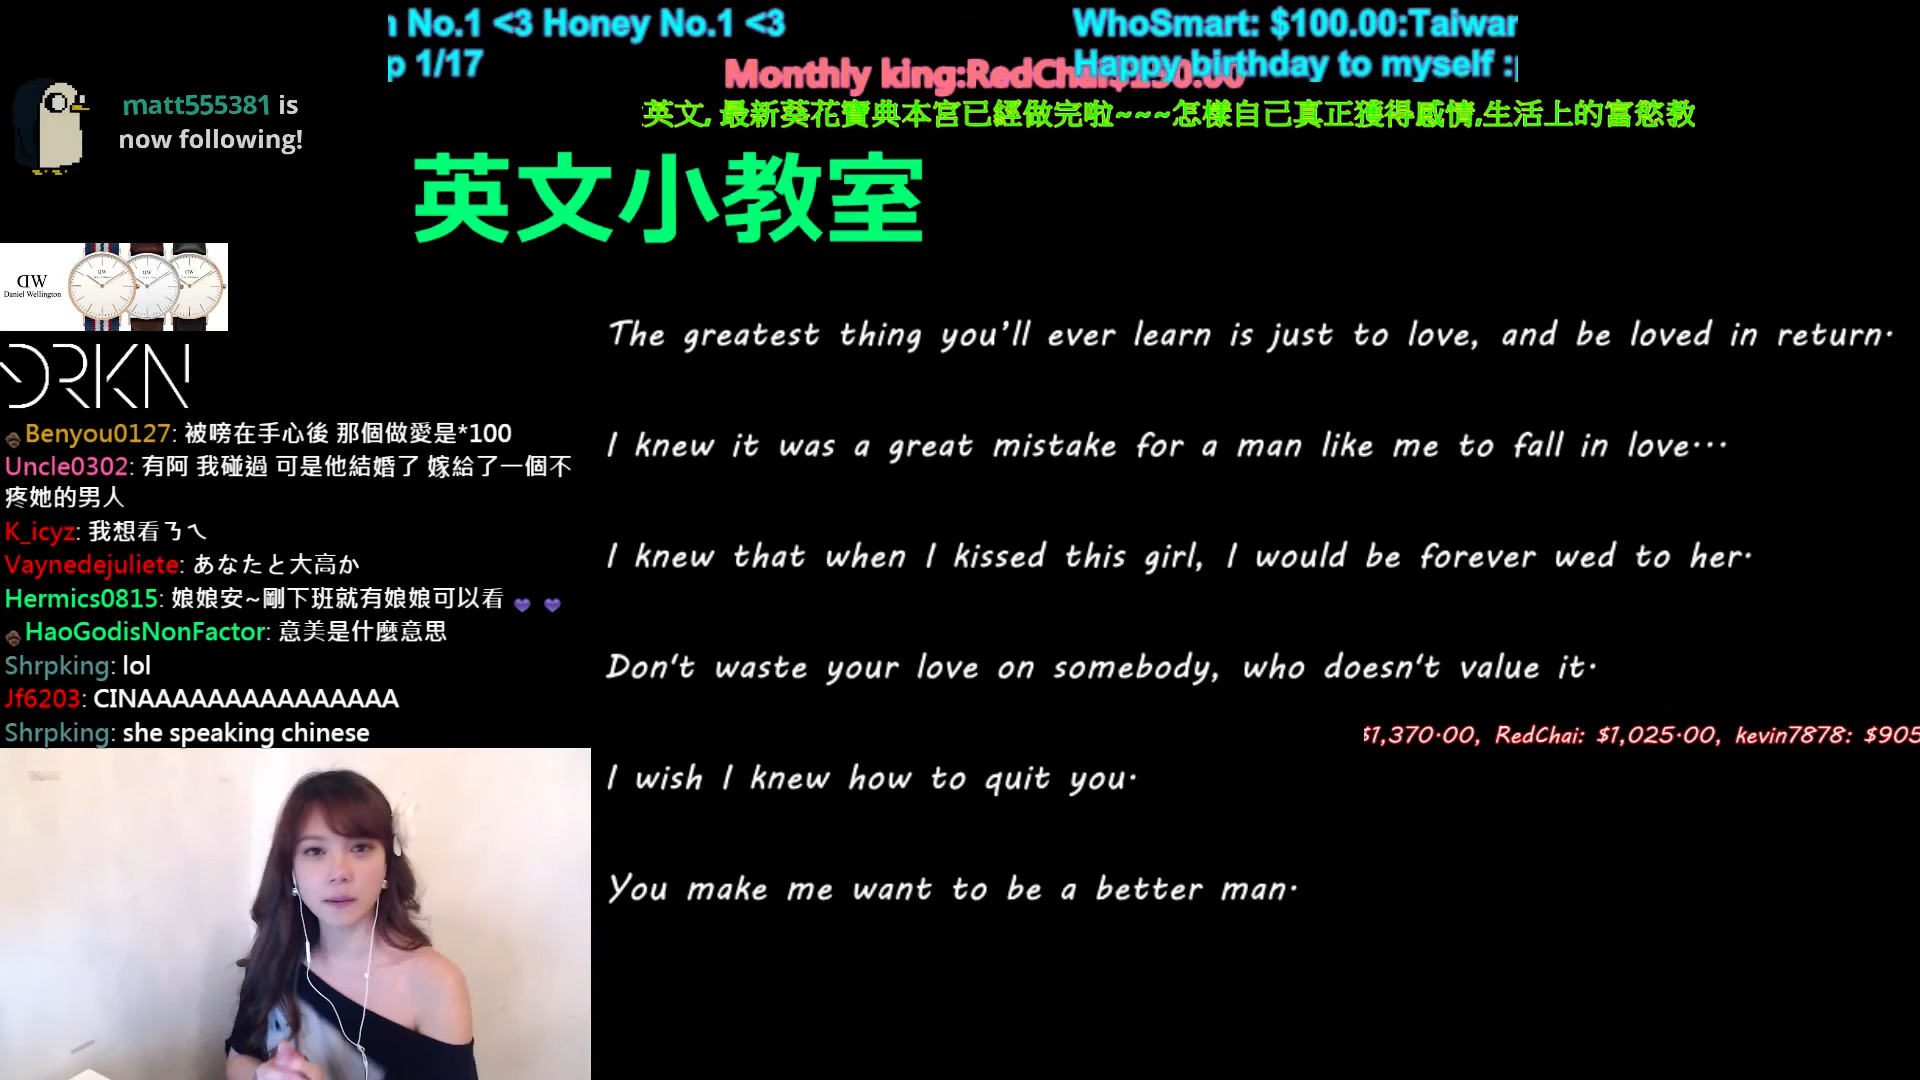 No.1 <3 Honey No.1 <3
WhoSmart: $100.00:Taiwan
p 1/17
Happy birthday to myself :
Monthly king:RedChai
matt555381 is
now following!
英文, 最新葵花寶典本宮已經做完啦~~~怎樣自己真正獲得感情,生活上的富慾教
英文小教室
DW
Daniel Wellington
DRKN
The greatest thing you'll ever learn is just to love, and be loved in return.
I knew it was a great mistake for a man like me to fall in love...
I knew that when I kissed this girl, I would be forever wed to her.
Don't waste your love on somebody, who doesn't value it.
$1,370.00, RedChai: $1,025.00, kevin7878: $905
I wish I knew how to quit you.
You make me want to be a better man.
Benyou0127: 被嗙在手心後 那個做愛是*100
Uncle0302: 有阿 我碰過 可是他結婚了 嫁給了一個不
疼她的男人
K_icyz: 我想看ㄋㄟ
Vaynedejuliete: あなたと大高か
Hermics0815: 娘娘安~剛下班就有娘娘可以看
HaoGodisNonFactor: 意美是什麼意思
Shrpking: lol
Jf6203: CINAAAAAAAAAAAAAAA
Shrpking: she speaking chinese